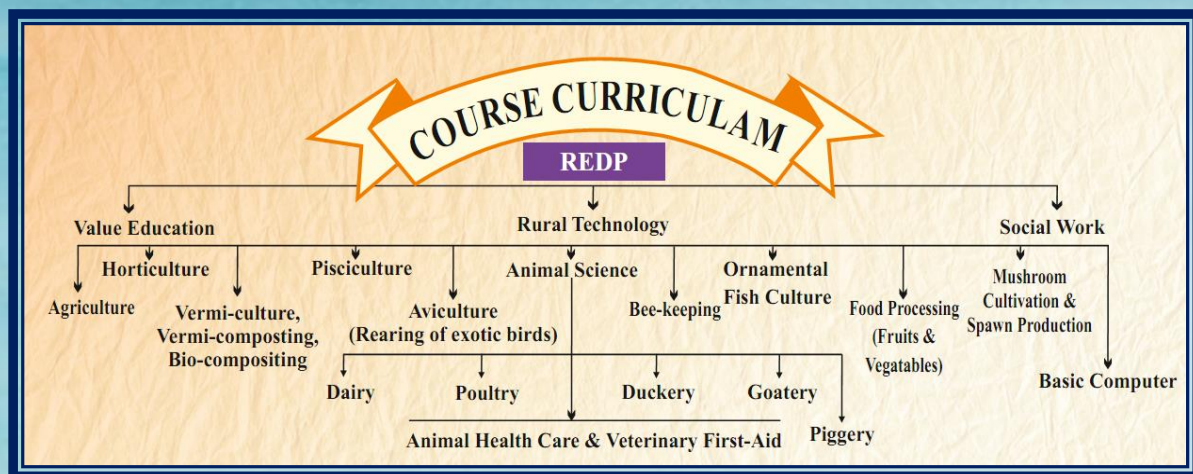 COURSE CURRICULAM
REDP
Value Education
Rural Technology
Social Work
Agriculture
Horticulture
Vermi-culture,
Vermi-composting,
Bio-compositing
Pisciculture
Aviculture
(Rearing of exotic birds)
Animal Science
Bee-keeping
Ornamental
Fish Culture
Food Processing
(Fruits &
Vegatables)
Mushroom
Cultivation &
Spawn Production
Basic Computer
Dairy
Poultry
Duckery
Goatery
Piggery
Animal Health Care & Veterinary First-Aid